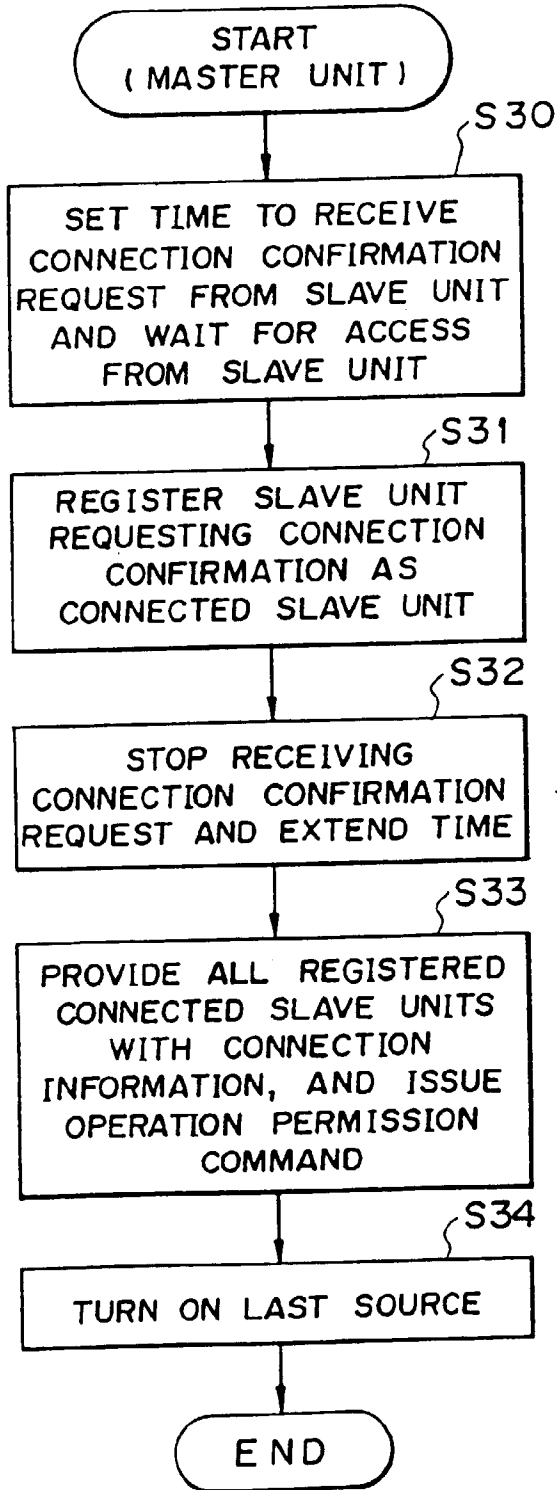 START
(MASTER UNIT)
S30
SET TIME TO RECEIVE
CONNECTION CONFIRMATION
REQUEST FROM SLAVE UNIT
AND WAIT FOR ACCESS
FROM SLAVE UNIT
S31
REGISTER SLAVE UNIT
REQUESTING CONNECTION
CONFIRMATION AS
CONNECTED SLAVE UNIT
S32
STOP RECEIVING
CONNECTION CONFIRMATION
REQUEST AND EXTEND TIME
S33
PROVIDE ALL REGISTERED
CONNECTED SLAVE UNITS
WITH CONNECTION
INFORMATION, AND ISSUE
OPERATION PERMISSION
COMMAND
S34
TURN ON LAST SOURCE
END